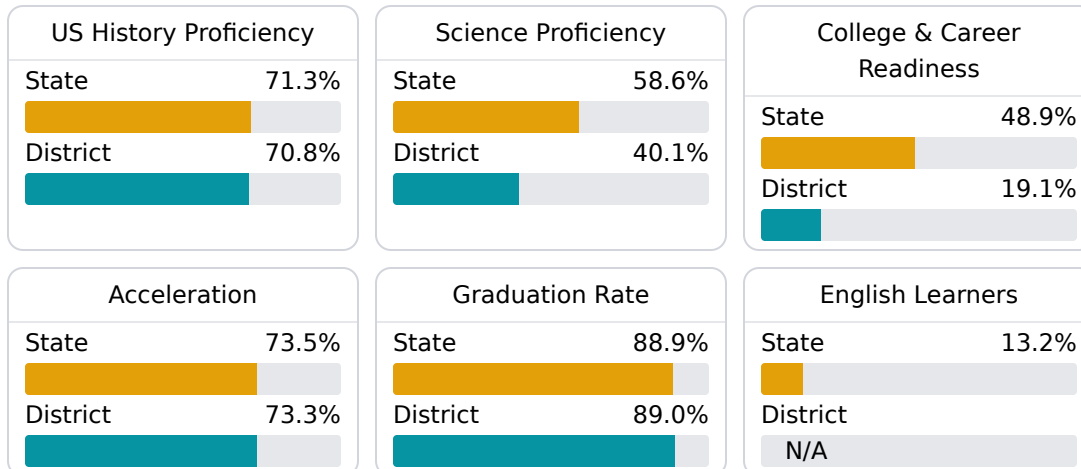 US History Proficiency
State 71.3%
District 70.8%
Science Proficiency
State 58.6%
District 40.1%
College & Career
Readiness
State 48.9%
District 19.1%
Acceleration
State 73.5%
District 73.3%
Graduation Rate
State 88.9%
District 89.0%
English Learners
State 13.2%
District
N/A